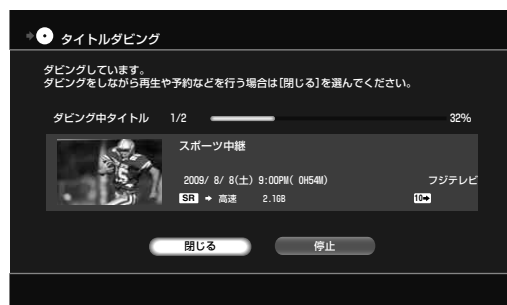 タイトルダビング
ダビングしています。
ダビングをしながら再生や予約などを行う場合は[閉じる]を選んでください。
ダビング中タイトル 1/2 32%
スポーツ中継
2009/ 8/ 8(土) 9:00PM( 0H54M) フジテレビ
SR ➔ 高速 2.1GB 10➔
閉じる 停止